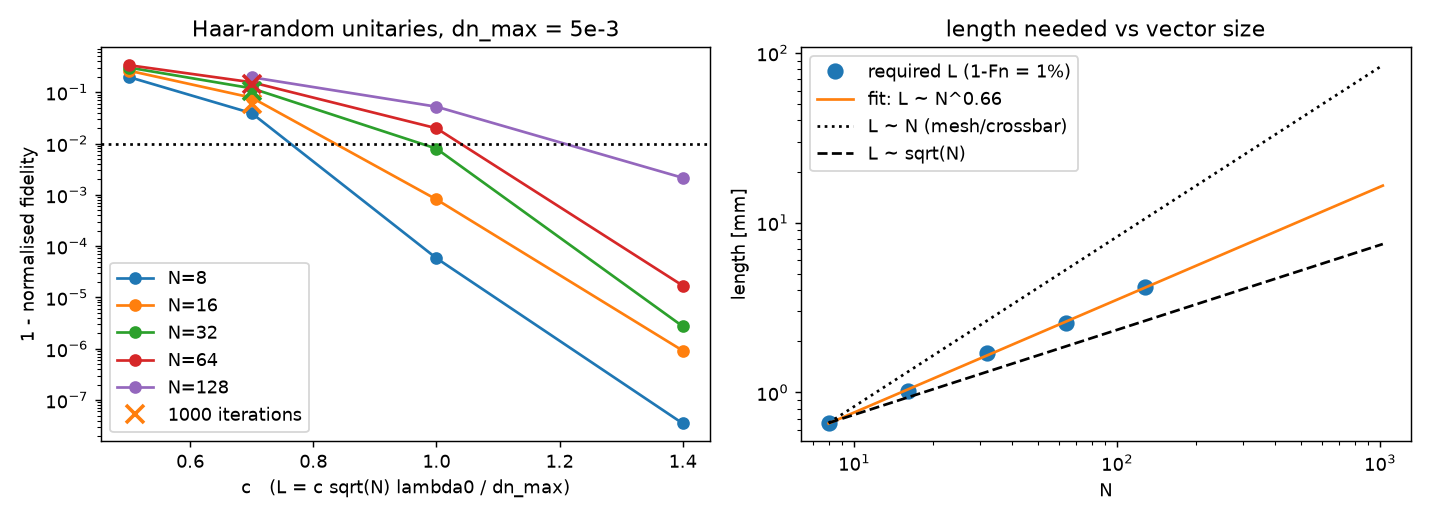 Haar-random unitaries, dn_max = 5e-3
1 - normalised fidelity
10^-1
10^-2
10^-3
10^-4
10^-5
10^-6
10^-7
N=8
N=16
N=32
N=64
N=128
1000 iterations
0.6
0.8
1.0
1.2
1.4
c   (L = c sqrt(N) lambda0 / dn_max)
length needed vs vector size
length [mm]
10^2
10^1
10^0
required L (1-Fn = 1%)
fit: L ~ N^0.66
L ~ N (mesh/crossbar)
L ~ sqrt(N)
10^1
10^2
10^3
N